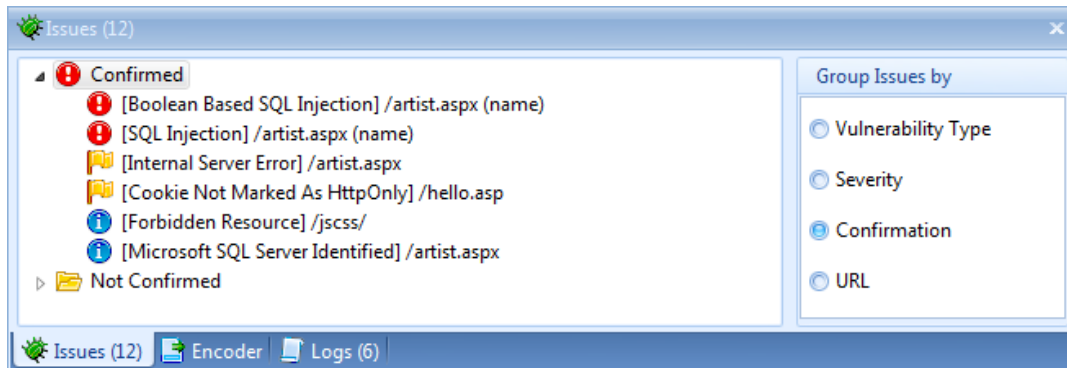 Issues (12)
Confirmed
[Boolean Based SQL Injection] /artist.aspx (name)
[SQL Injection] /artist.aspx (name)
[Internal Server Error] /artist.aspx
[Cookie Not Marked As HttpOnly] /hello.asp
[Forbidden Resource] /jscss/
[Microsoft SQL Server Identified] /artist.aspx
Not Confirmed
Group Issues by
Vulnerability Type
Severity
Confirmation
URL
Issues (12) Encoder Logs (6)